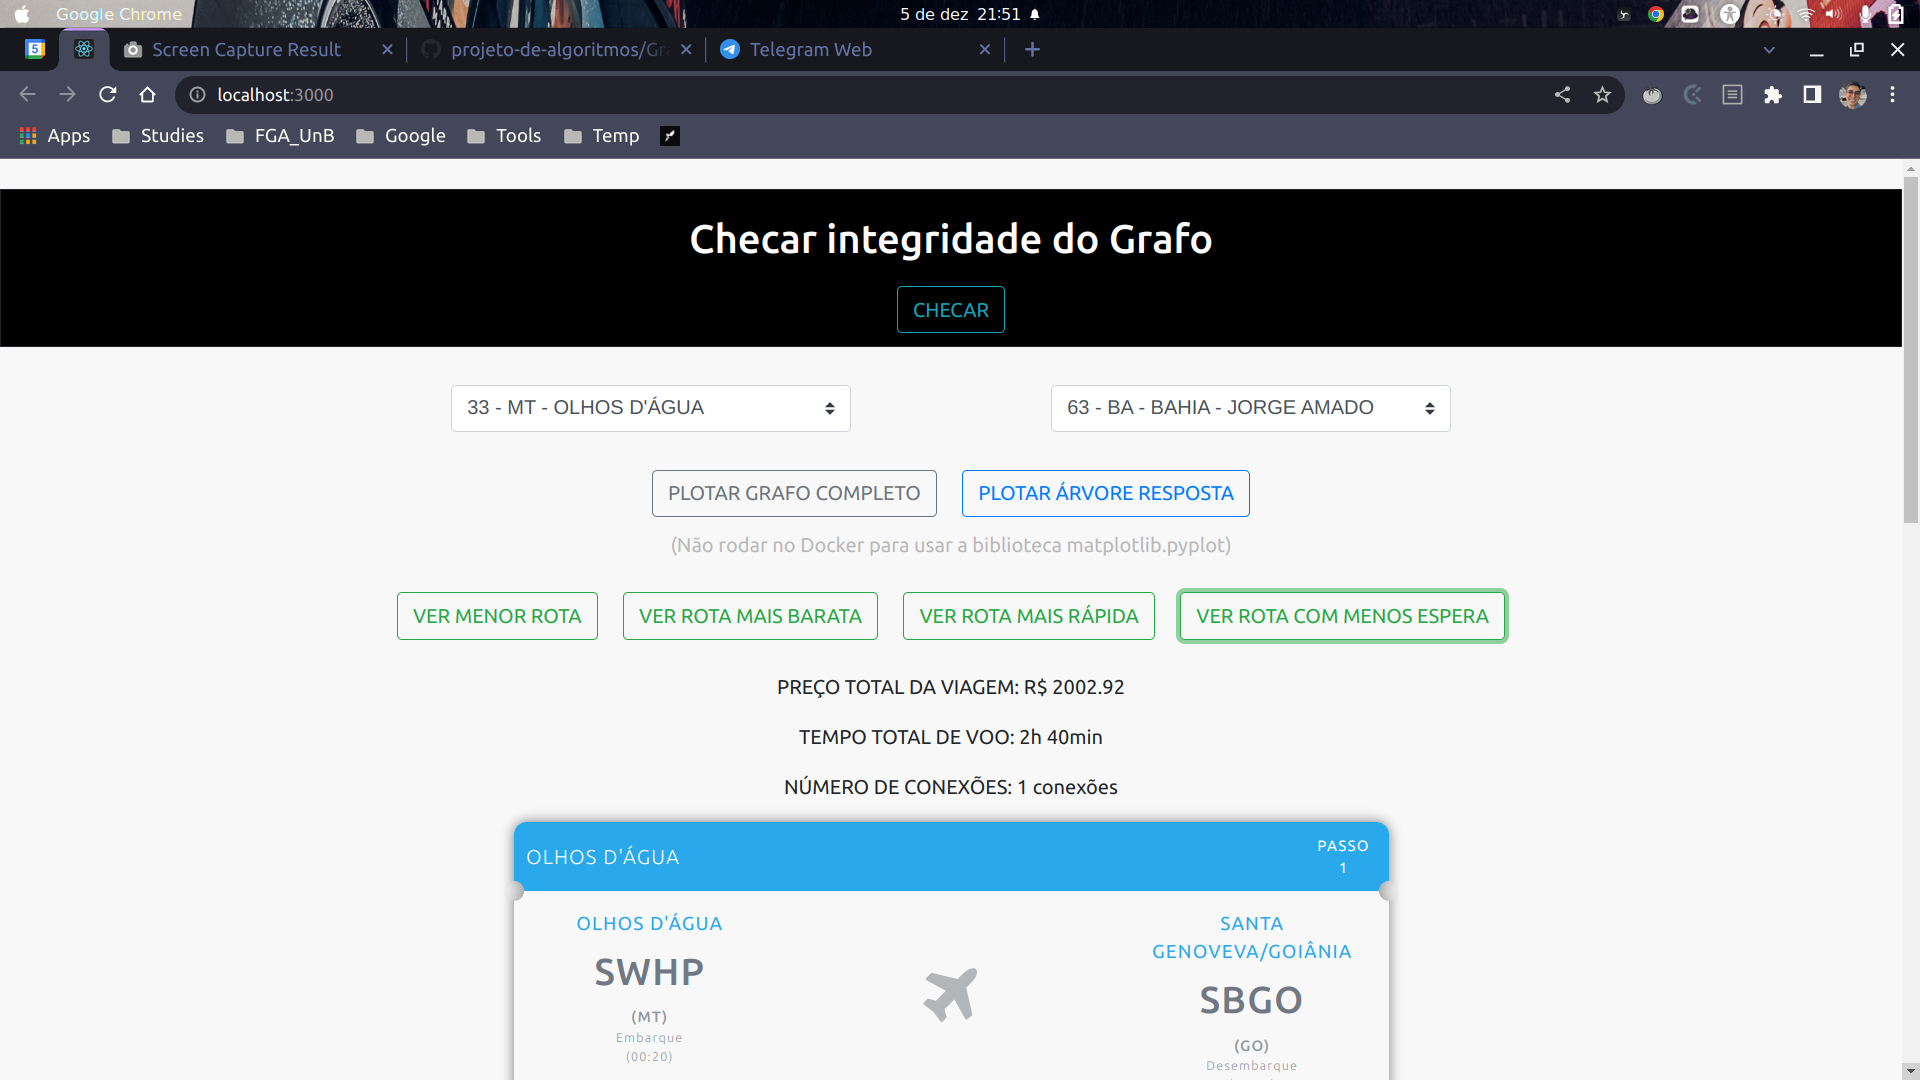 Google Chrome
5 de dez 21:51
5
Screen Capture Result
projeto-de-algoritmos/Gra
Telegram Web
localhost:3000
Apps
Studies
FGA_UnB
Google
Tools
Temp
Checar integridade do Grafo
CHECAR
33 - MT - OLHOS D'ÁGUA
63 - BA - BAHIA - JORGE AMADO
PLOTAR GRAFO COMPLETO
PLOTAR ÁRVORE RESPOSTA
(Não rodar no Docker para usar a biblioteca matplotlib.pyplot)
VER MENOR ROTA
VER ROTA MAIS BARATA
VER ROTA MAIS RÁPIDA
VER ROTA COM MENOS ESPERA
PREÇO TOTAL DA VIAGEM: R$ 2002.92
TEMPO TOTAL DE VOO: 2h 40min
NÚMERO DE CONEXÕES: 1 conexões
OLHOS D'ÁGUA
PASSO
1
OLHOS D'ÁGUA
SWHP
(MT)
Embarque
(00:20)
SANTA
GENOVEVA/GOIÂNIA
SBGO
(GO)
Desembarque